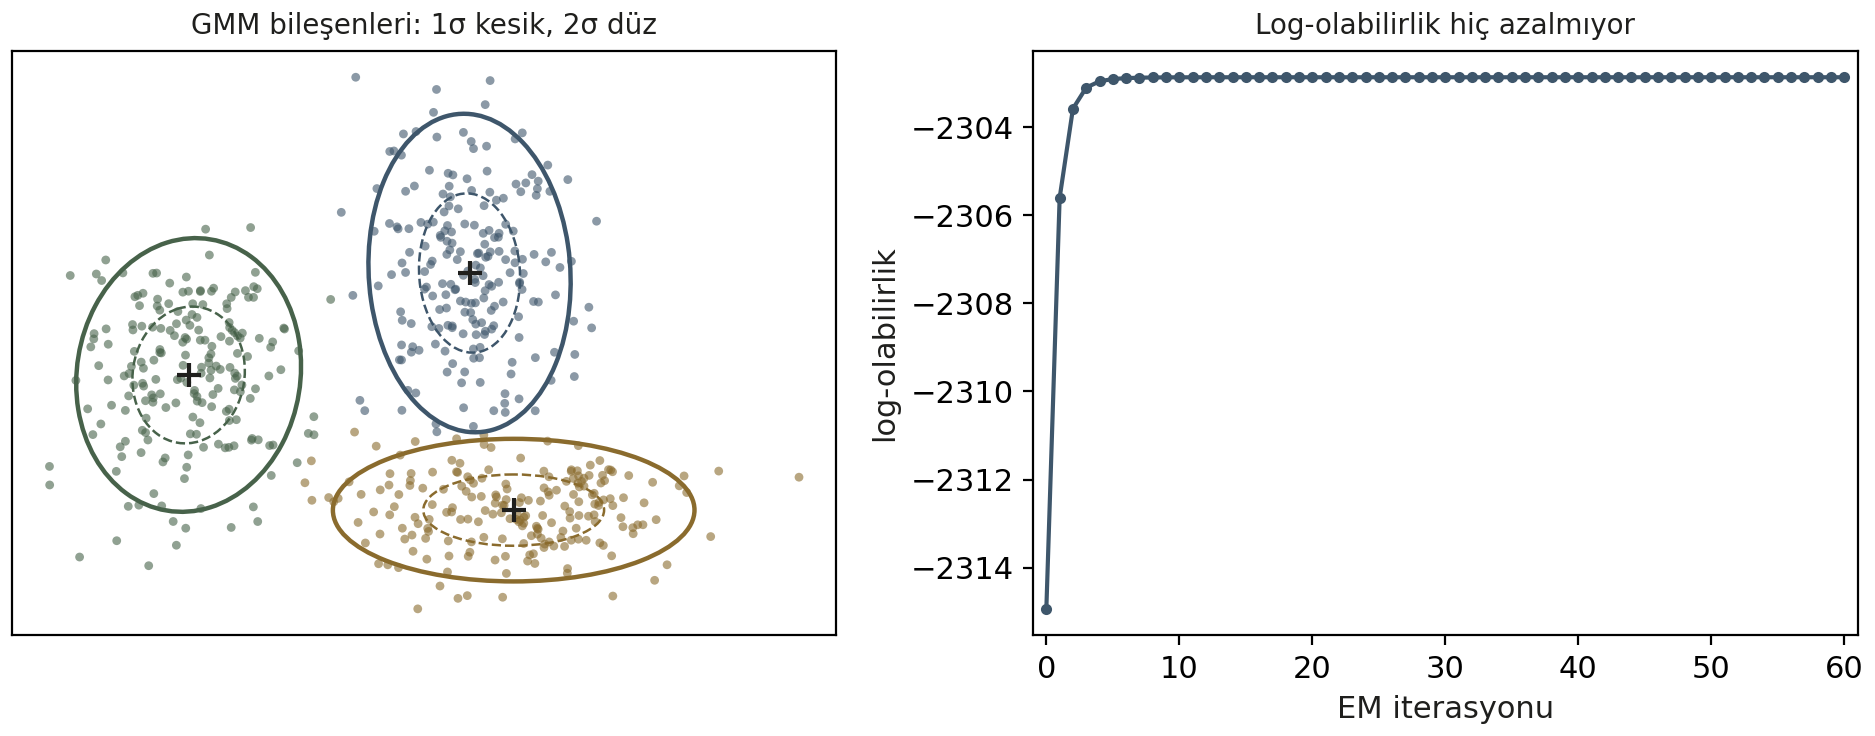 GMM bileşenleri: 1σ kesik, 2σ düz
Log-olabilirlik hiç azalmıyor
log-olabilirlik
−2304
−2306
−2308
−2310
−2312
−2314
0 10 20 30 40 50 60
EM iterasyonu